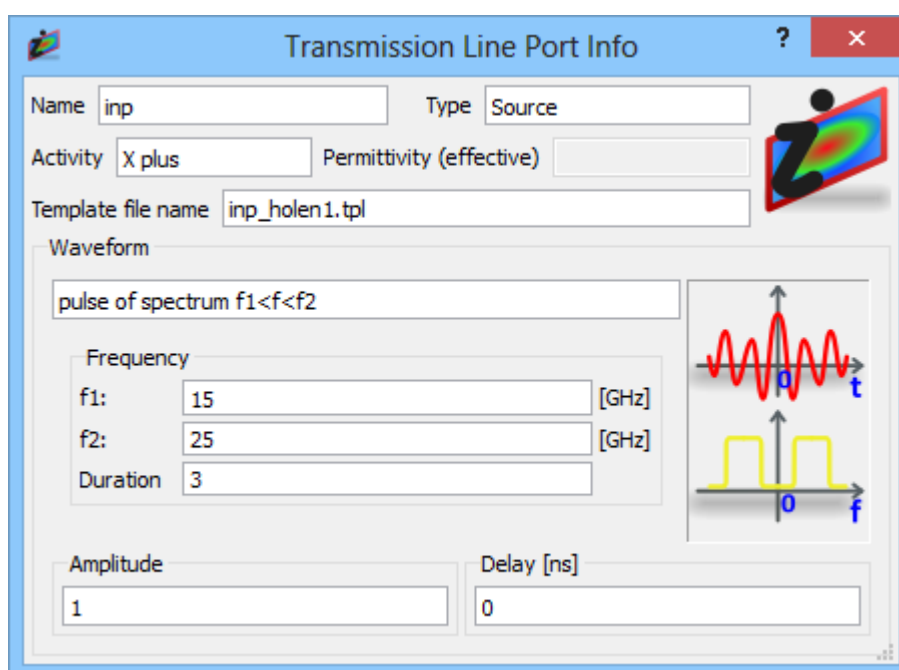 Transmission Line Port Info ? ×
Name inp Type Source
Activity X plus Permittivity (effective)
Template file name inp_holen1.tpl
Waveform
pulse of spectrum f1<f<f2
Frequency
f1: 15 [GHz]
f2: 25 [GHz]
Duration 3
0 t
0 f
Amplitude Delay [ns]
1 0